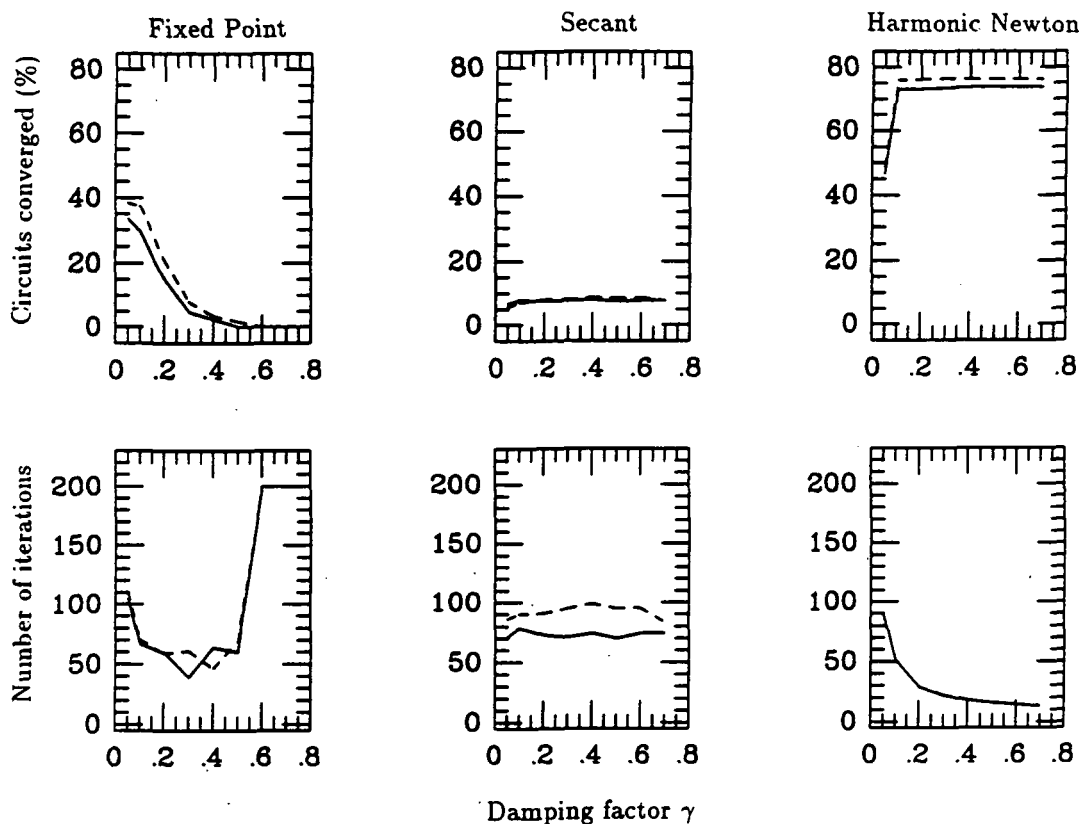 Fixed Point
Secant
Harmonic Newton
Circuits converged (%)
80
60
40
20
0
0 .2 .4 .6 .8
80
60
40
20
0
0 .2 .4 .6 .8
80
60
40
20
0
0 .2 .4 .6 .8
Number of iterations
200
150
100
50
0
0 .2 .4 .6 .8
200
150
100
50
0
0 .2 .4 .6 .8
200
150
100
50
0
0 .2 .4 .6 .8
Damping factor γ